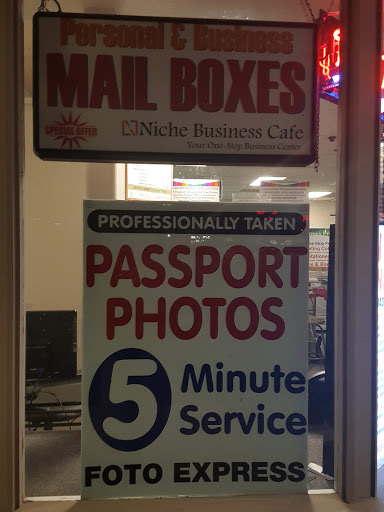 Personal & Business
MAIL BOXES
SPECIAL OFFER
Niche Business Cafe
Your One-Stop Business Center
PROFESSIONALLY TAKEN
PASSPORT
PHOTOS
5 Minute
Service
FOTO EXPRESS